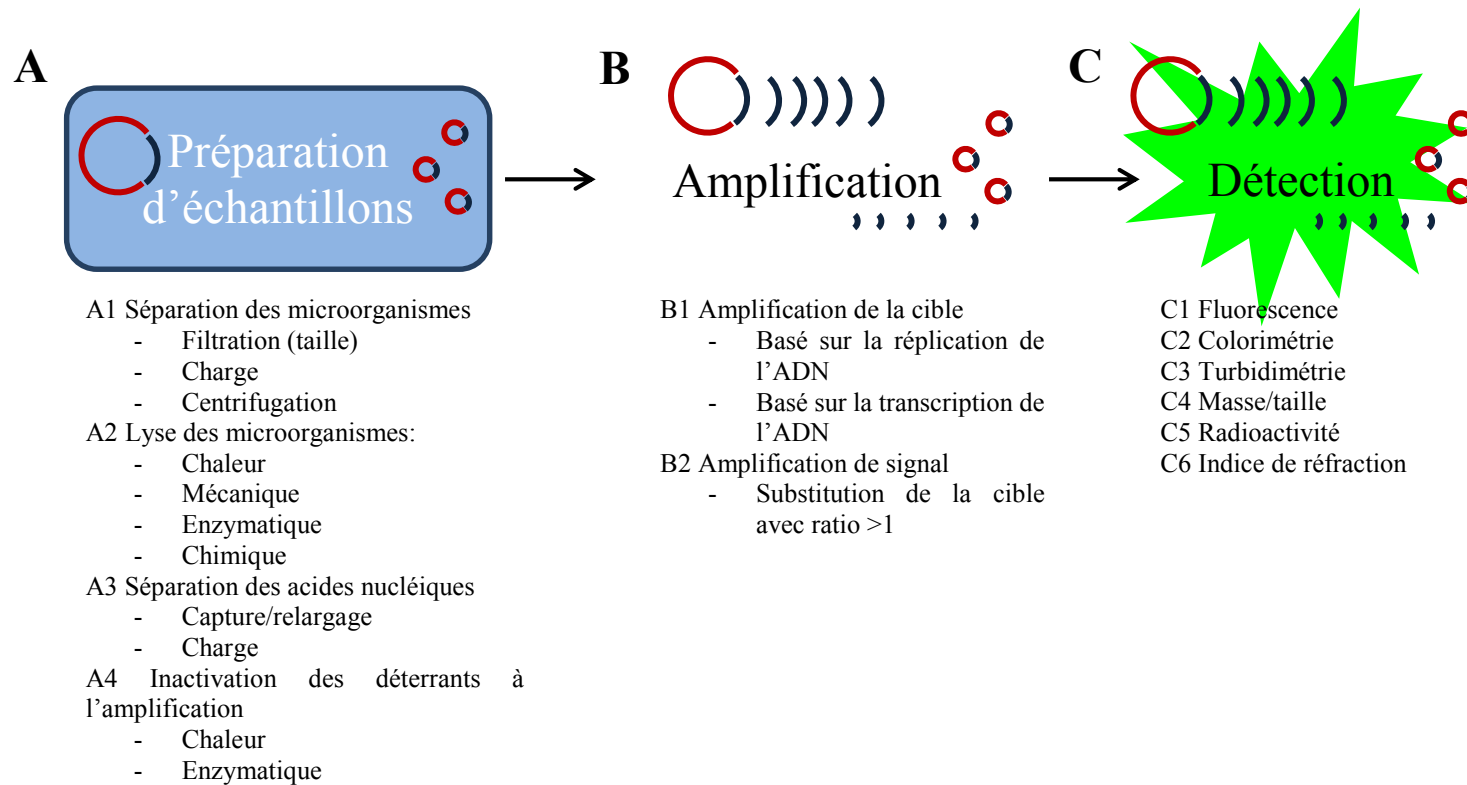 A
Préparation
d'échantillons
A1 Séparation des microorganismes
- Filtration (taille)
- Charge
- Centrifugation
A2 Lyse des microorganismes:
- Chaleur
- Mécanique
- Enzymatique
- Chimique
A3 Séparation des acides nucléiques
- Capture/relargage
- Charge
A4 Inactivation des déterrants à
l'amplification
- Chaleur
- Enzymatique
B
Amplification
B1 Amplification de la cible
- Basé sur la réplication de
l'ADN
- Basé sur la transcription de
l'ADN
B2 Amplification de signal
- Substitution de la cible
avec ratio >1
C
Détection
C1 Fluorescence
C2 Colorimétrie
C3 Turbidimétrie
C4 Masse/taille
C5 Radioactivité
C6 Indice de réfraction